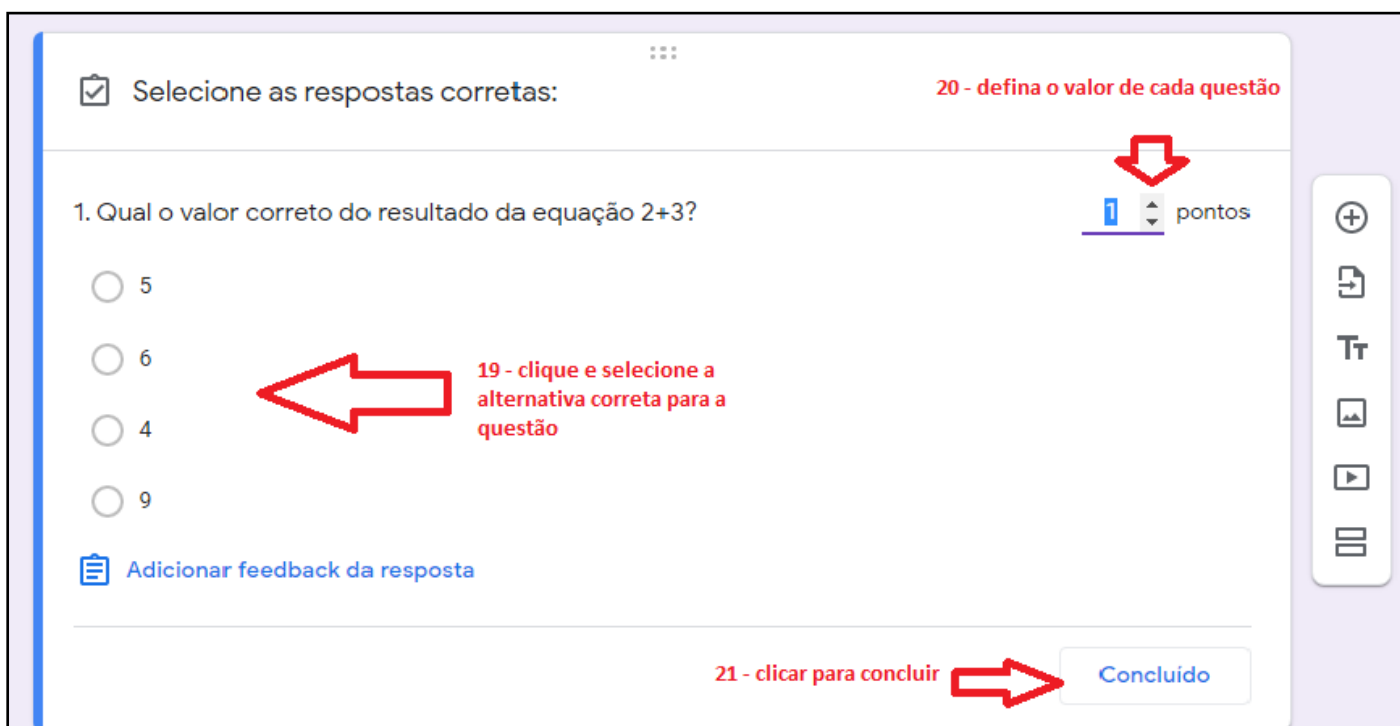 Selecione as respostas corretas:
20 - defina o valor de cada questão
1. Qual o valor correto do resultado da equação 2+3?
1 pontos
5
6
4
9
19 - clique e selecione a
alternativa correta para a
questão
Adicionar feedback da resposta
21 - clicar para concluir
Concluído
Tт